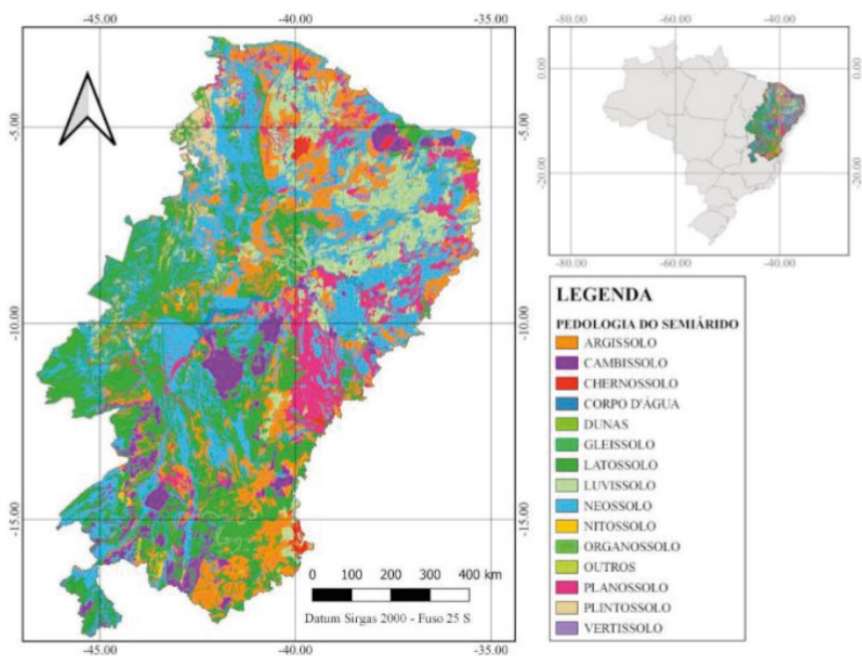 -45.00 -40.00 -35.00
-5.00 -5.00
-10.00 -10.00
-15.00 -15.00
0 100 200 300 400 km
Datum Sirgas 2000 - Fuso 25 S
-45.00 -40.00 -35.00
-80.00 -60.00 -40.00
0.00 0.00
-20.00 -20.00
-80.00 -60.00 -40.00
LEGENDA
PEDOLOGIA DO SEMIÁRIDO
ARGISSOLO
CAMBISSOLO
CHERNOSSOLO
CORPO D'ÁGUA
DUNAS
GLEISSOLO
LATOSSOLO
LUVISSOLO
NEOSSOLO
NITOSSOLO
ORGANOSSOLO
OUTROS
PLANOSSOLO
PLINTOSSOLO
VERTISSOLO